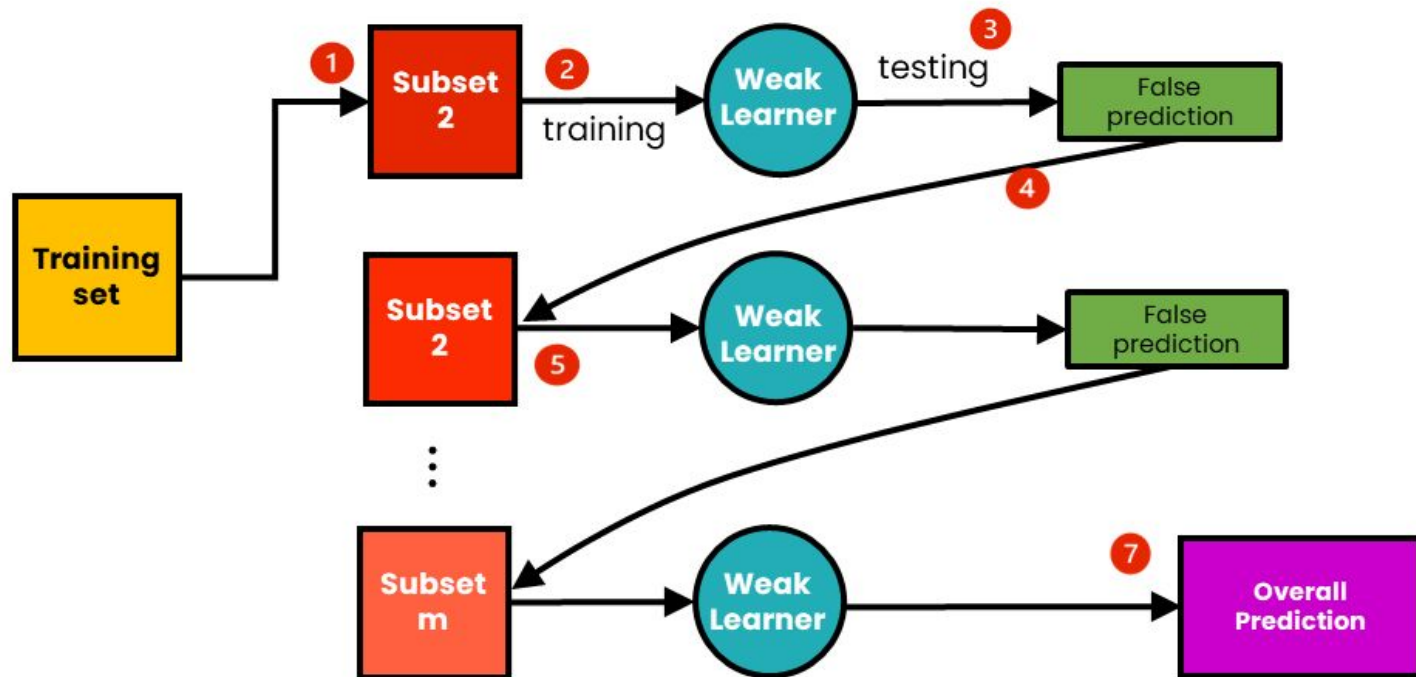 1
Subset
2
2
training
Weak
Learner
3
testing
False
prediction
4
Training
set
Subset
2
5
Weak
Learner
False
prediction
Subset
m
Weak
Learner
7
Overall
Prediction